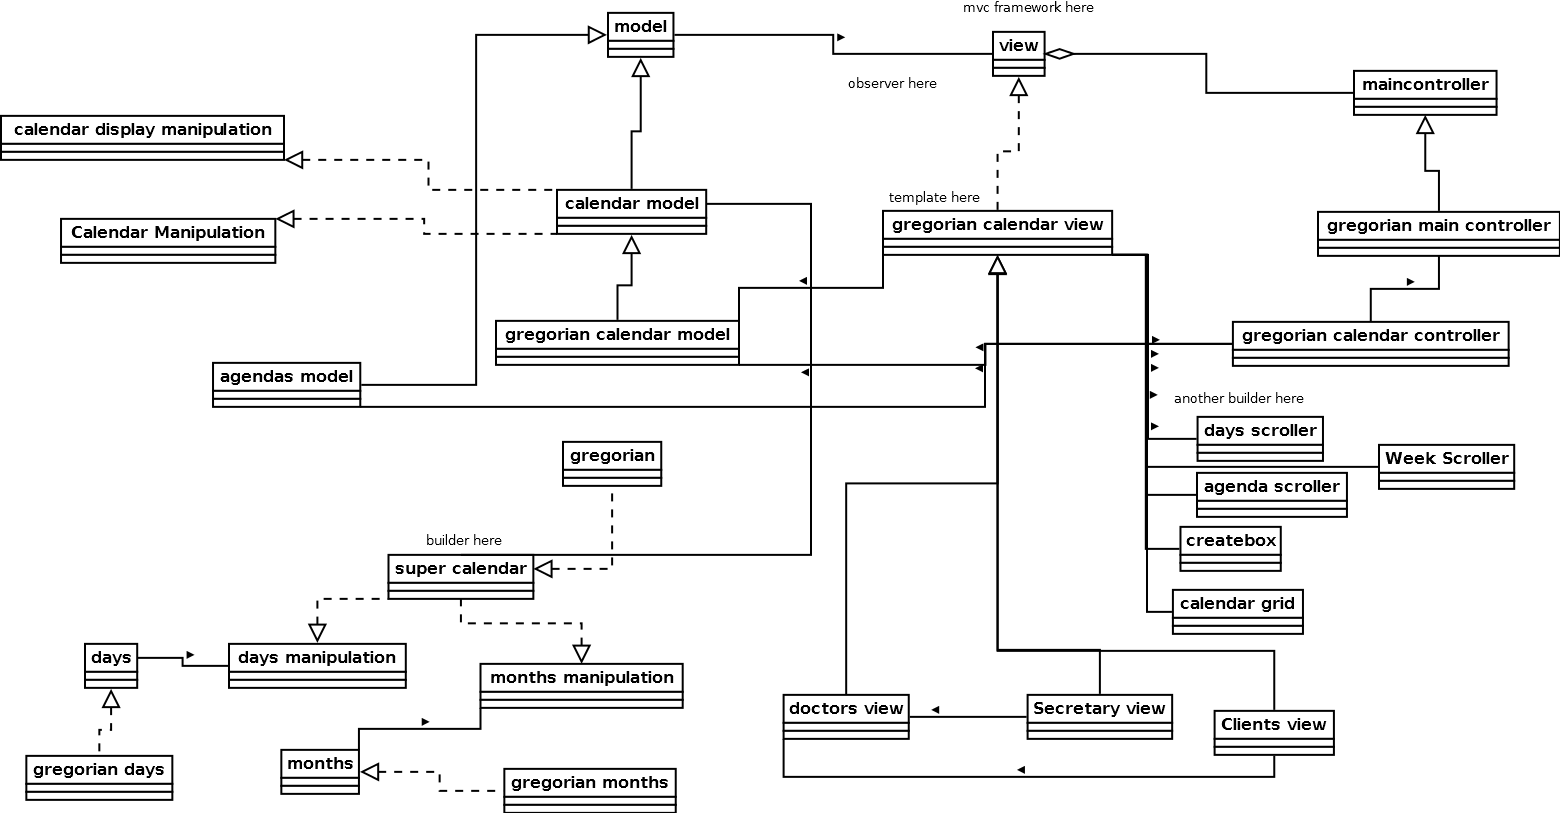 mvc framework here
model
view
observer here
maincontroller
calendar display manipulation
calendar model
template here
Calendar Manipulation
gregorian calendar view
gregorian main controller
gregorian calendar model
gregorian calendar controller
agendas model
another builder here
days scroller
gregorian
Week Scroller
agenda scroller
builder here
createbox
super calendar
calendar grid
days
days manipulation
months manipulation
doctors view
Secretary view
Clients view
months
gregorian days
gregorian months